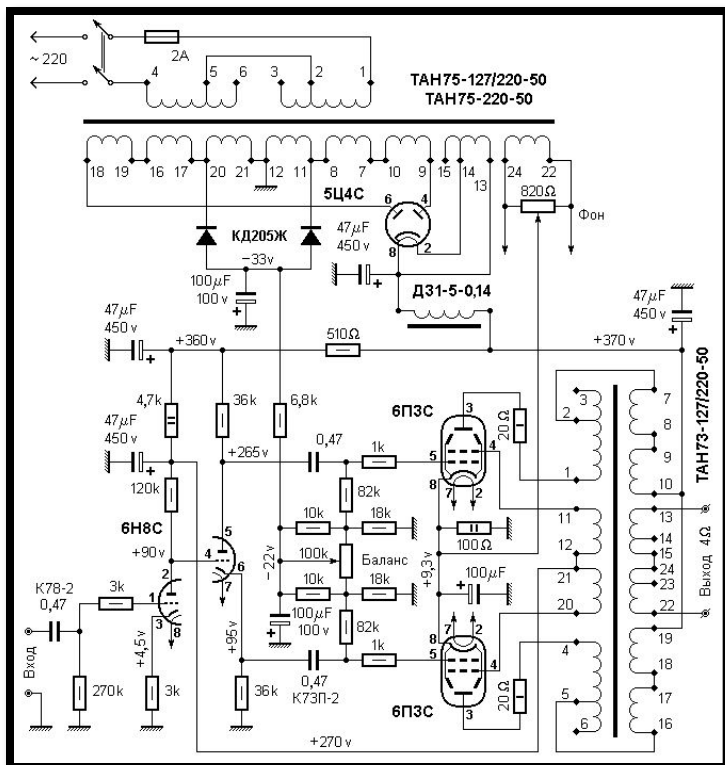 ~ 220
2А
4 5 6 3 2 1
ТАН75-127/220-50
ТАН75-220-50
18 19 16 17 20 21 12 11 8 7 10 9 15 14 13 24 22
5Ц4С
6 4
8 2
820Ω
Фон
КД205Ж
−33v
47µF
450 v
100µF
100 v
+
+
ДЗ1-5-0,14
47µF
450 v
+
47µF
450 v
+
+360v
510Ω
+370 v
ТАН73-127/220-50
4,7k
36k
6,8k
6П3С
3
20Ω
3
2
1
7
8
9
10
47µF
450 v
+
+265v
0,47
1k
5
4
8
7
2
120k
82k
6Н8С
5
+90v
4
6
7
10k
18k
−22v
100k
Баланс
10k
18k
100Ω
+9,3v
100µF
+
11
12
21
20
13
14
15
24
23
22
Выход 4Ω
К78-2
0,47
3k
2
1
3
8
+4,5v
+95v
100µF
100 v
+
82k
0,47
К73П-2
1k
8
7
2
5
4
3
6П3С
20Ω
4
5
6
19
18
17
16
Вход
270k
3k
36k
+270 v